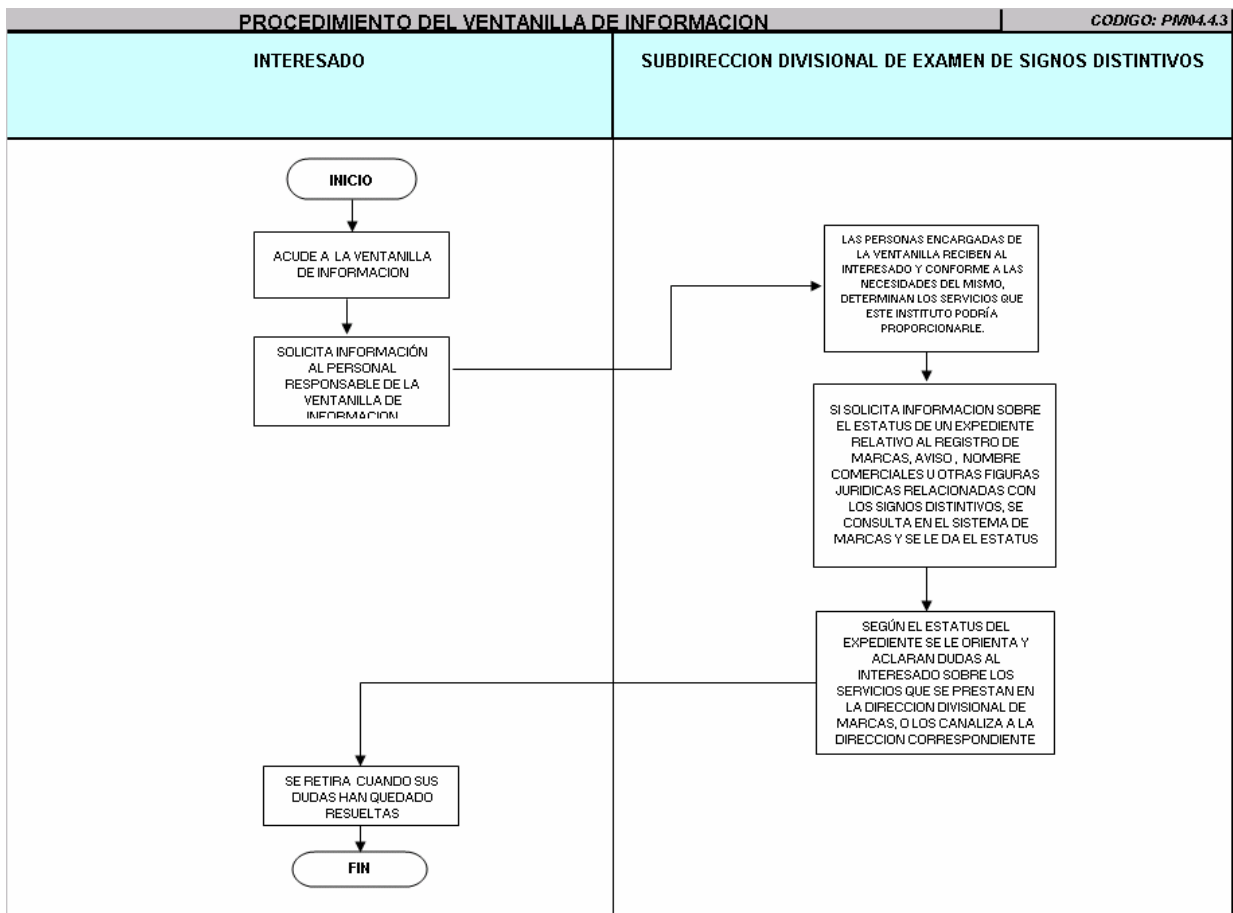 PROCEDIMIENTO DEL VENTANILLA DE INFORMACION
CODIGO: PM04.4.3
INTERESADO
SUBDIRECCION DIVISIONAL DE EXAMEN DE SIGNOS DISTINTIVOS
INICIO
ACUDE A LA VENTANILLA
DE INFORMACION
SOLICITA INFORMACIÓN
AL PERSONAL
RESPONSABLE DE LA
VENTANILLA DE
INFORMACION
LAS PERSONAS ENCARGADAS DE
LA VENTANILLA RECIBEN AL
INTERESADO Y CONFORME A LAS
NECESIDADES DEL MISMO,
DETERMINAN LOS SERVICIOS QUE
ESTE INSTITUTO PODRÍA
PROPORCIONARLE.
SI SOLICITA INFORMACION SOBRE
EL ESTATUS DE UN EXPEDIENTE
RELATIVO AL REGISTRO DE
MARCAS, AVISO , NOMBRE
COMERCIALES U OTRAS FIGURAS
JURIDICAS RELACIONADAS CON
LOS SIGNOS DISTINTIVOS, SE
CONSULTA EN EL SISTEMA DE
MARCAS Y SE LE DA EL ESTATUS
SEGÚN EL ESTATUS DEL
EXPEDIENTE SE LE ORIENTA Y
ACLARAN DUDAS AL
INTERESADO SOBRE LOS
SERVICIOS QUE SE PRESTAN EN
LA DIRECCION DIVISIONAL DE
MARCAS, O LOS CANALIZA A LA
DIRECCION CORRESPONDIENTE
SE RETIRA CUANDO SUS
DUDAS HAN QUEDADO
RESUELTAS
FIN